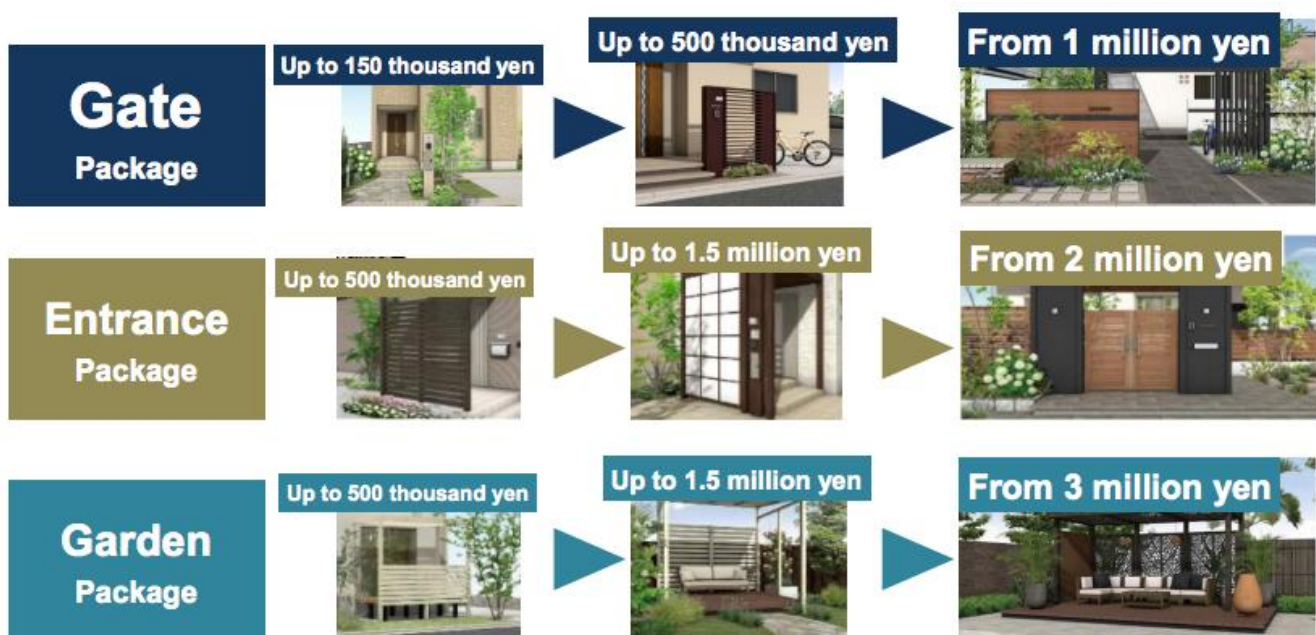 Gate
Package
Up to 150 thousand yen
Up to 500 thousand yen
From 1 million yen
Entrance
Package
Up to 500 thousand yen
Up to 1.5 million yen
From 2 million yen
Garden
Package
Up to 500 thousand yen
Up to 1.5 million yen
From 3 million yen